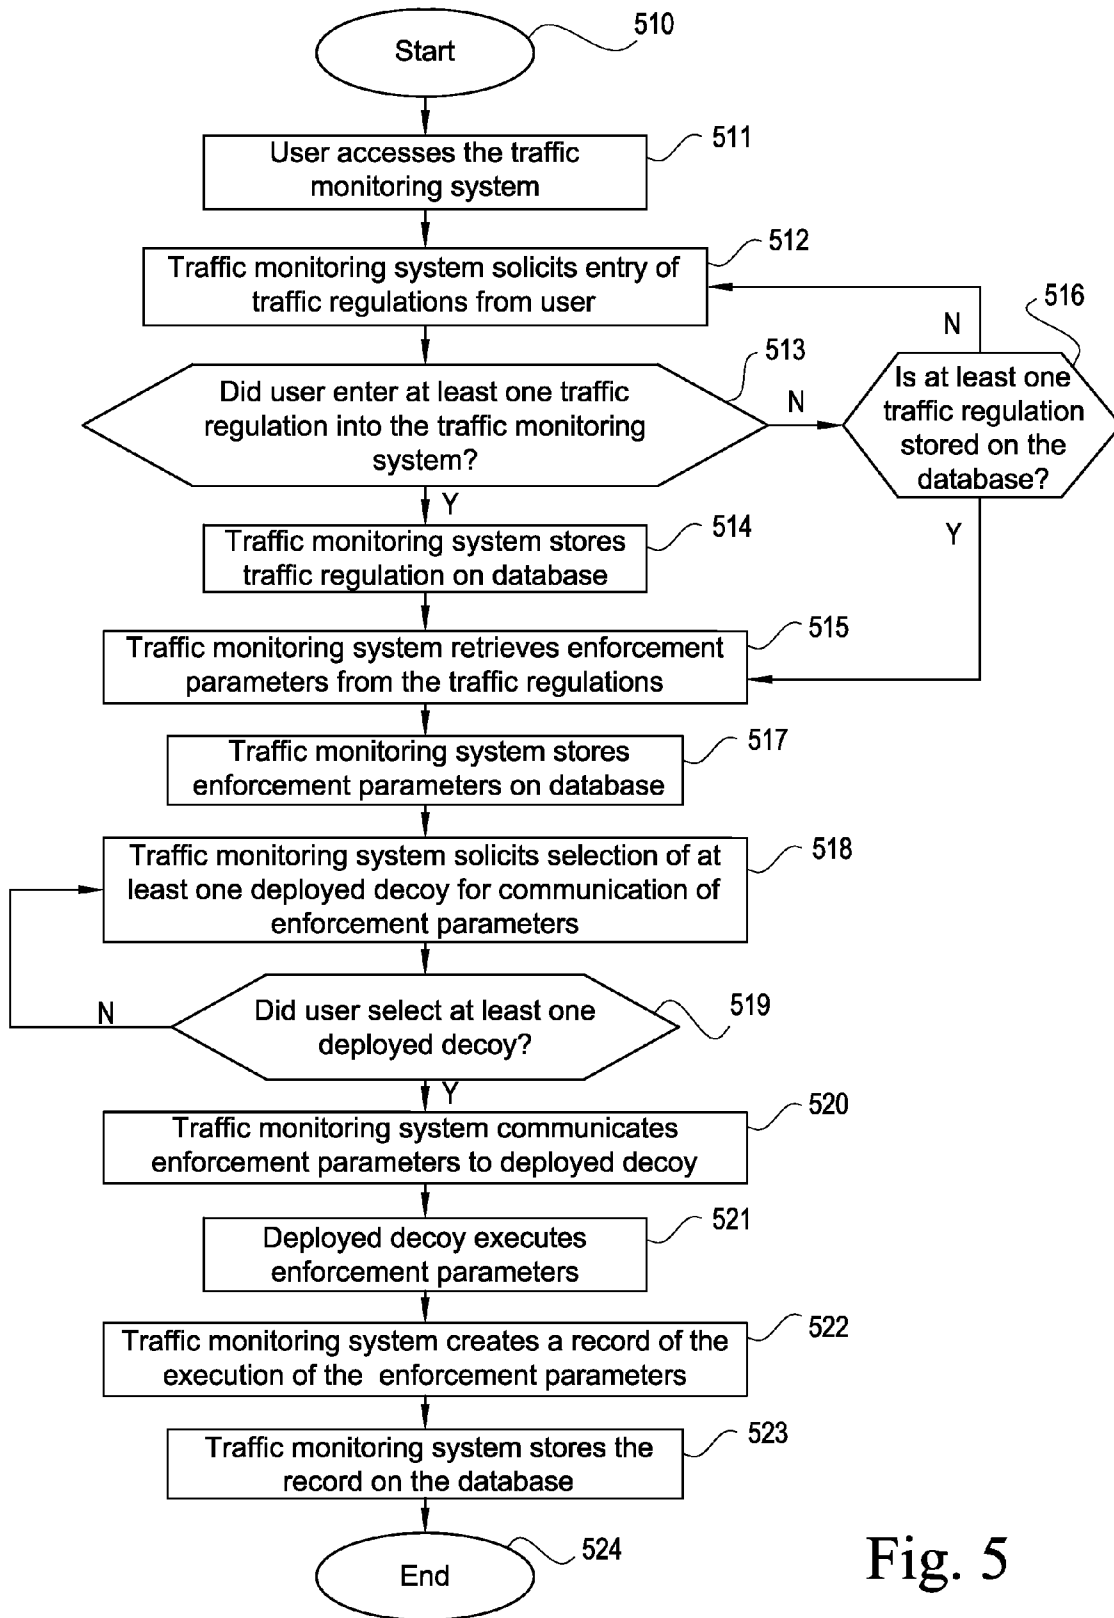 Start
510
User accesses the traffic
monitoring system
511
Traffic monitoring system solicits entry of
traffic regulations from user
512
Did user enter at least one traffic
regulation into the traffic monitoring
system?
513
N
Y
Is at least one
traffic regulation
stored on the
database?
516
N
Y
Traffic monitoring system stores
traffic regulation on database
514
Traffic monitoring system retrieves enforcement
parameters from the traffic regulations
515
Traffic monitoring system stores
enforcement parameters on database
517
Traffic monitoring system solicits selection of at
least one deployed decoy for communication of
enforcement parameters
518
Did user select at least one
deployed decoy?
519
N
Y
Traffic monitoring system communicates
enforcement parameters to deployed decoy
520
Deployed decoy executes
enforcement parameters
521
Traffic monitoring system creates a record of the
execution of the enforcement parameters
522
Traffic monitoring system stores the
record on the database
523
End
524
Fig. 5